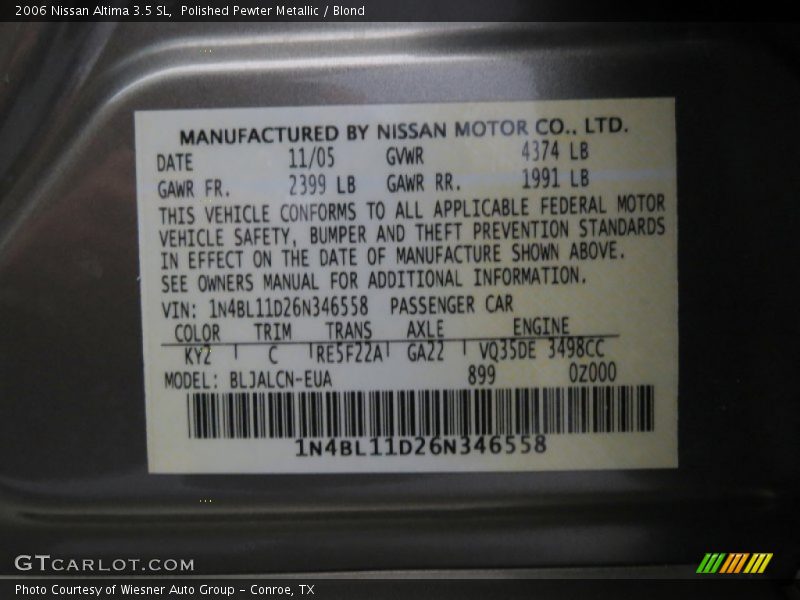 2006 Nissan Altima 3.5 SL,  Polished Pewter Metallic / Blond
MANUFACTURED BY NISSAN MOTOR CO., LTD.
DATE 11/05 GVWR 4374 LB
GAWR FR. 2399 LB GAWR RR. 1991 LB
THIS VEHICLE CONFORMS TO ALL APPLICABLE FEDERAL MOTOR
VEHICLE SAFETY, BUMPER AND THEFT PREVENTION STANDARDS
IN EFFECT ON THE DATE OF MANUFACTURE SHOWN ABOVE.
SEE OWNERS MANUAL FOR ADDITIONAL INFORMATION.
VIN: 1N4BL11D26N346558 PASSENGER CAR
COLOR TRIM TRANS AXLE ENGINE
KY2 C RE5F22A GA22 VQ35DE 3498CC
MODEL: BLJALCN-EUA 899 0Z000
1N4BL11D26N346558
GTCARLOT.COM
Photo Courtesy of Wiesner Auto Group – Conroe, TX